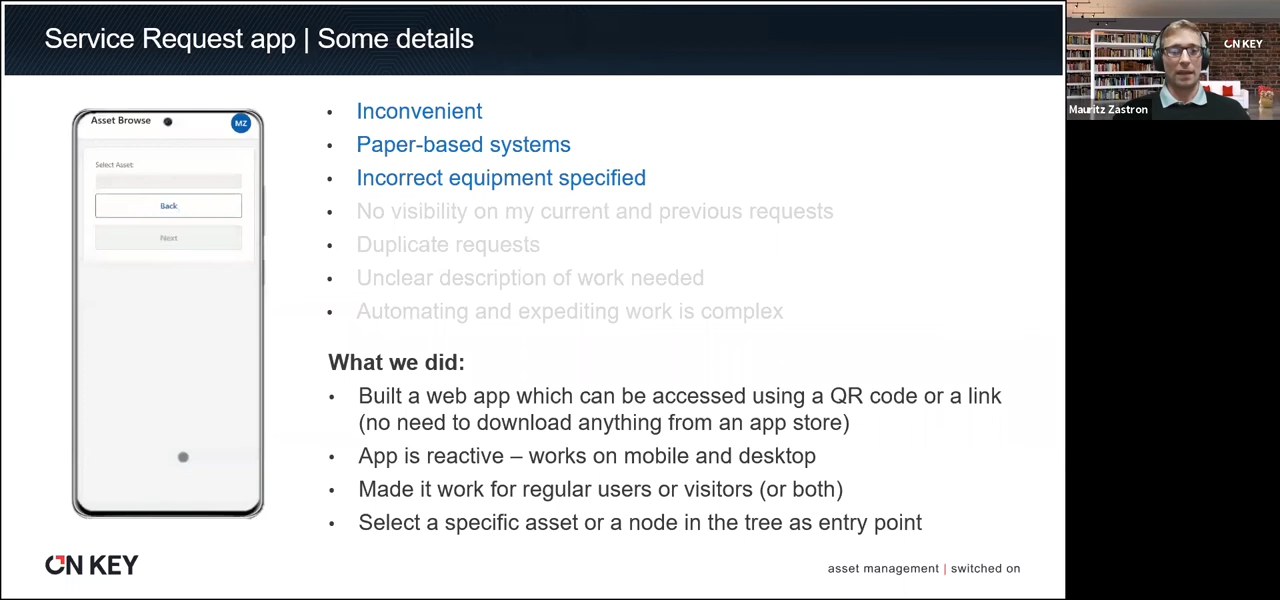 Service Request app | Some details
Asset Browse
MZ
Select Asset:
Back
Next
• Inconvenient
• Paper-based systems
• Incorrect equipment specified
• No visibility on my current and previous requests
• Duplicate requests
• Unclear description of work needed
• Automating and expediting work is complex
What we did:
• Built a web app which can be accessed using a QR code or a link
(no need to download anything from an app store)
• App is reactive – works on mobile and desktop
• Made it work for regular users or visitors (or both)
• Select a specific asset or a node in the tree as entry point
ON KEY
asset management | switched on
ON KEY
Mauritz Zastron